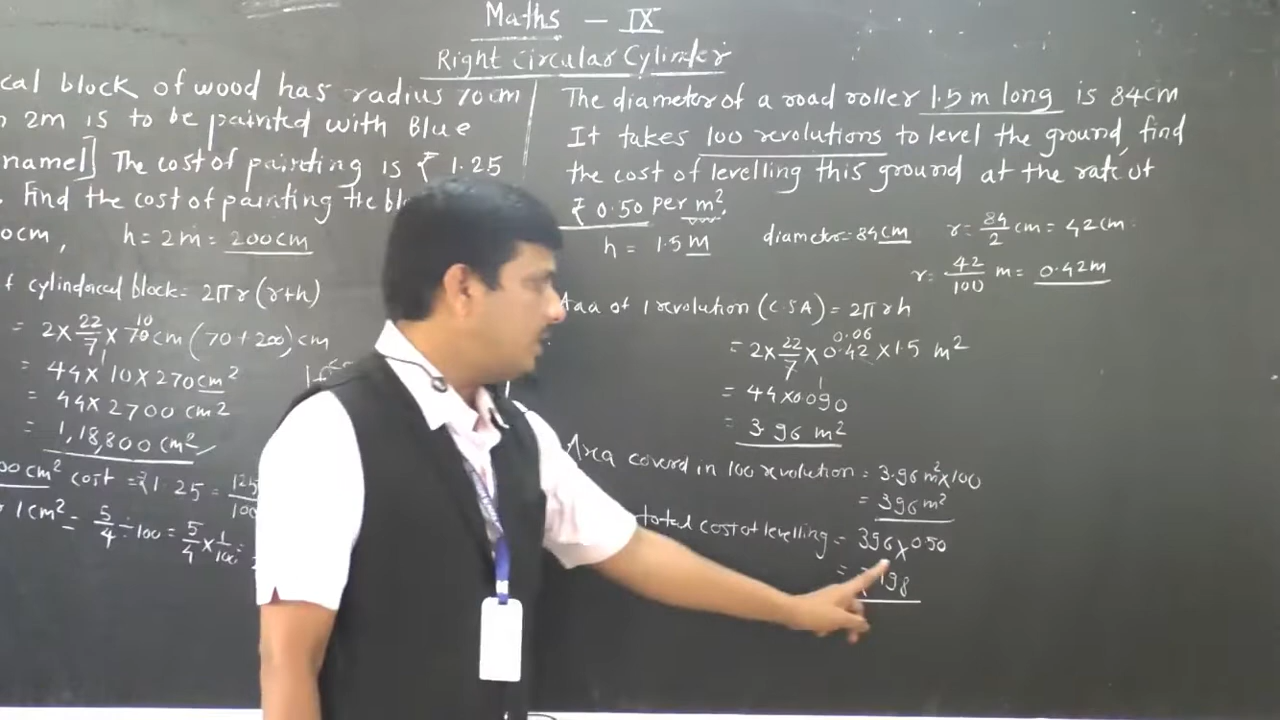 Maths - IX
Right Circular Cylinder
cal block of wood has radius 70cm
2m is to be painted with Blue
namel] The cost of painting is ₹ 1.25
. Find the cost of painting the bl
0cm, h = 2m = 200cm
f cylindrical block = 2πr(r+h)
= 2 × 22/7 × 70 10 cm (70+200) cm
= 44 × 10 × 270 cm²
= 44 × 2700 cm²
= 1,18,800 cm²
00 cm² cost = ₹1.25 = 125/100
1cm² = 5/4 ÷ 100 = 5/4 × 1/100 =
The diameter of a road roller 1.5 m long is 84cm
It takes 100 revolutions to level the ground, find
the cost of levelling this ground at the rate of
₹ 0.50 per m².
h = 1.5 m diameter = 84cm r = 84/2 cm = 42cm.
r = 42/100 m = 0.42m
Area of 1 revolution (C.S.A) = 2πrh
= 2 × 22/7 × 0.42 0.06 × 1.5 m²
= 44 × 0.090
= 3.96 m²
Area coverd in 100 revolution = 3.96 m² × 100
= 396 m²
total cost of levelling = 396 × 0.50
= ₹ 198